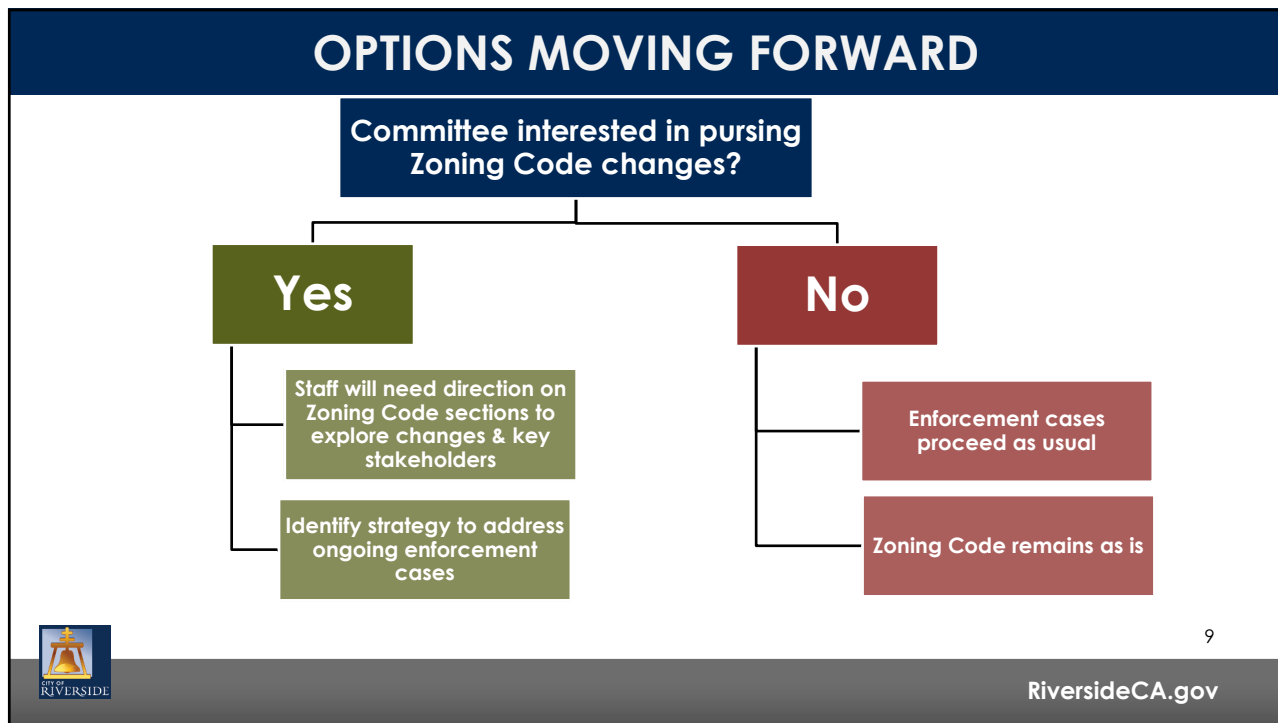 OPTIONS MOVING FORWARD
Committee interested in pursing
Zoning Code changes?
Yes
No
Staff will need direction on
Zoning Code sections to
explore changes & key
stakeholders
Identify strategy to address
ongoing enforcement
cases
Enforcement cases
proceed as usual
Zoning Code remains as is
9
CITY OF
RIVERSIDE
RiversideCA.gov